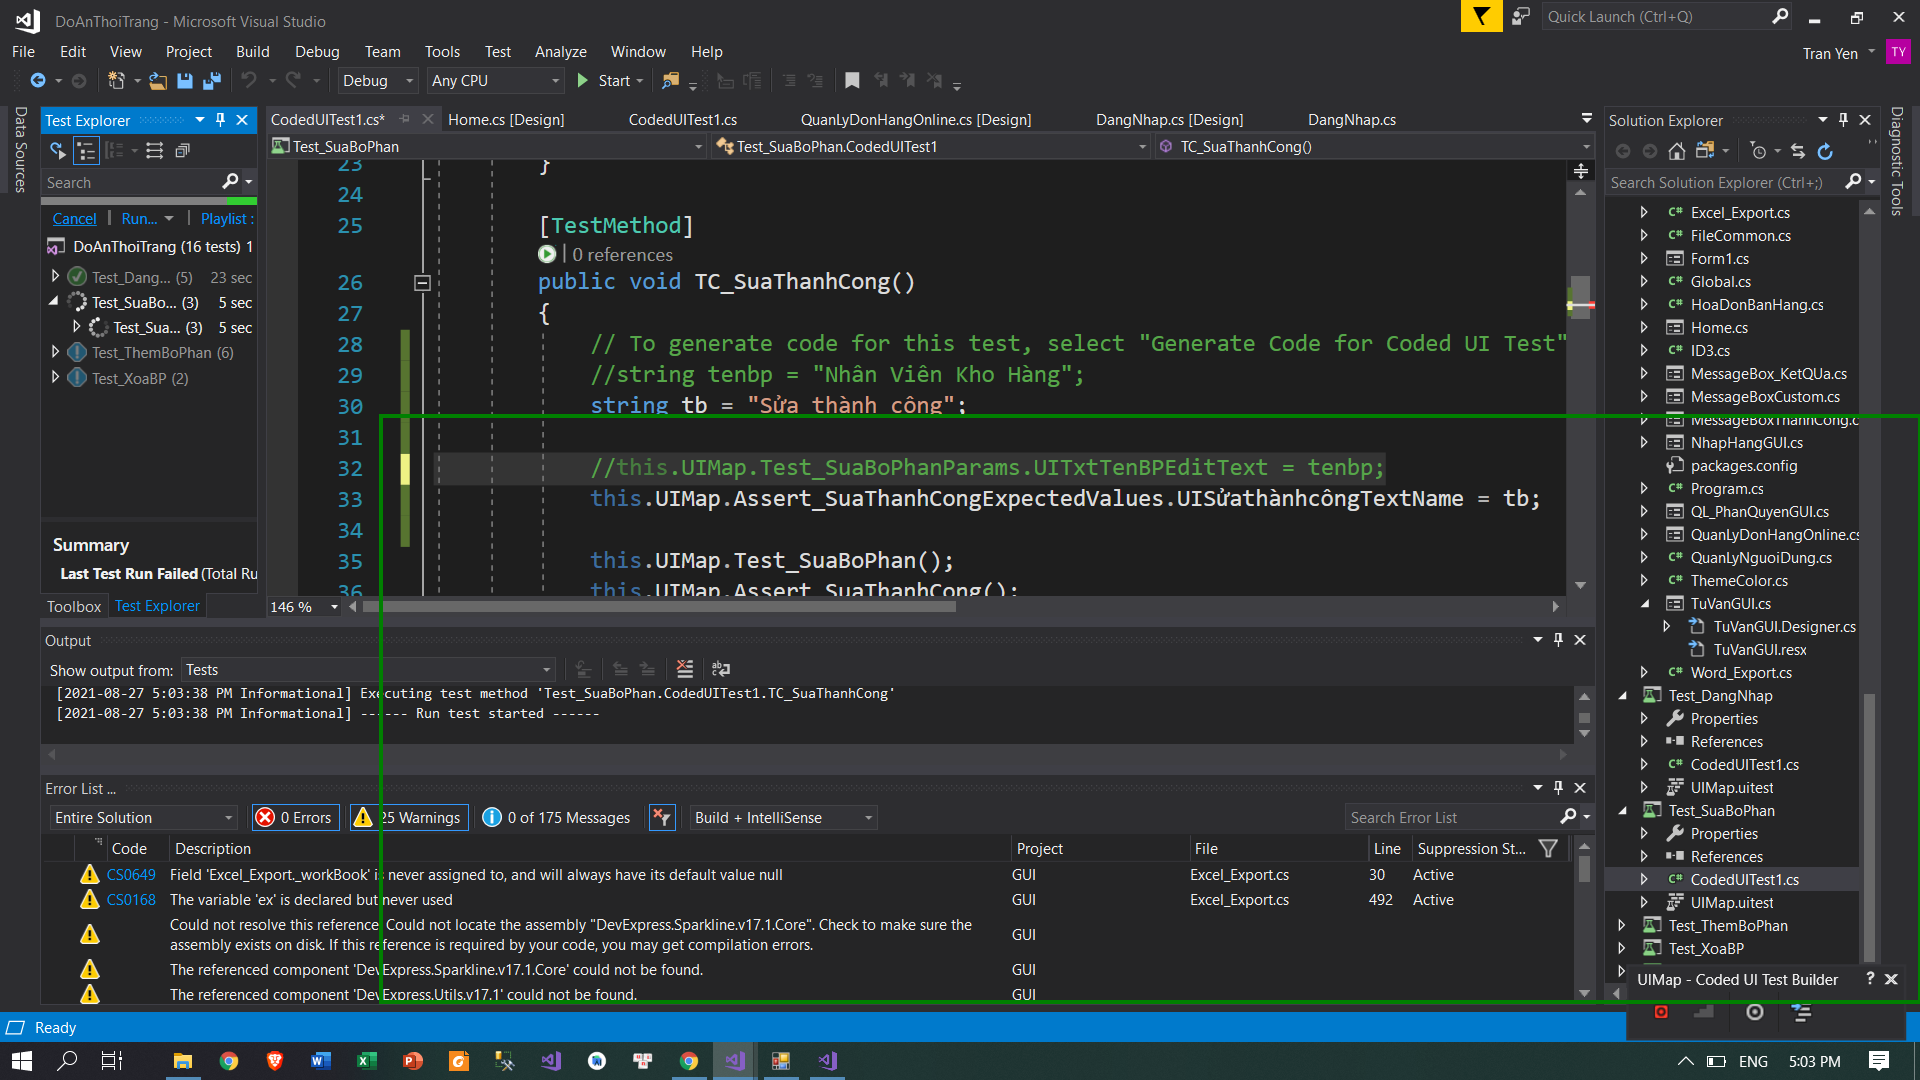 DoAnThoiTrang - Microsoft Visual Studio
Quick Launch (Ctrl+Q)
File Edit View Project Build Debug Team Tools Test Analyze Window Help
Tran Yen TY
Debug Any CPU Start
Data Sources
Test Explorer
Search
Cancel Run... Playlist :
DoAnThoiTrang (16 tests) 1
Test_Dang... (5) 23 sec
Test_SuaBo... (3) 5 sec
Test_Sua... (3) 5 sec
Test_ThemBoPhan (6)
Test_XoaBP (2)
Summary
Last Test Run Failed (Total Ru
Toolbox Test Explorer
CodedUITest1.cs* Home.cs [Design] CodedUITest1.cs QuanLyDonHangOnline.cs [Design] DangNhap.cs [Design] DangNhap.cs
Test_SuaBoPhan Test_SuaBoPhan.CodedUITest1 TC_SuaThanhCong()
23 }
24
25 [TestMethod]
0 references
26 public void TC_SuaThanhCong()
27 {
28 // To generate code for this test, select "Generate Code for Coded UI Test"
29 //string tenbp = "Nhân Viên Kho Hàng";
30 string tb = "Sửa thành công";
31
32 //this.UIMap.Test_SuaBoPhanParams.UITxtTenBPEditText = tenbp;
33 this.UIMap.Assert_SuaThanhCongExpectedValues.UISửathànhcôngTextName = tb;
34
35 this.UIMap.Test_SuaBoPhan();
36 this.UIMap.Assert_SuaThanhCong();
146 %
Output
Show output from: Tests
[2021-08-27 5:03:38 PM Informational] Executing test method 'Test_SuaBoPhan.CodedUITest1.TC_SuaThanhCong'
[2021-08-27 5:03:38 PM Informational] ------ Run test started ------
Error List ...
Entire Solution 0 Errors 25 Warnings 0 of 175 Messages Build + IntelliSense Search Error List
Code Description Project File Line Suppression St...
CS0649 Field 'Excel_Export._workBook' is never assigned to, and will always have its default value null GUI Excel_Export.cs 30 Active
CS0168 The variable 'ex' is declared but never used GUI Excel_Export.cs 492 Active
Could not resolve this reference. Could not locate the assembly "DevExpress.Sparkline.v17.1.Core". Check to make sure the
assembly exists on disk. If this reference is required by your code, you may get compilation errors. GUI
The referenced component 'DevExpress.Sparkline.v17.1.Core' could not be found. GUI
The referenced component 'DevExpress.Utils.v17.1' could not be found. GUI
Solution Explorer
Search Solution Explorer (Ctrl+;)
Excel_Export.cs
FileCommon.cs
Form1.cs
Global.cs
HoaDonBanHang.cs
Home.cs
ID3.cs
MessageBox_KetQUa.cs
MessageBoxCustom.cs
MessageBoxThanhCong.c
NhapHangGUI.cs
packages.config
Program.cs
QL_PhanQuyenGUI.cs
QuanLyDonHangOnline.cs
QuanLyNguoiDung.cs
ThemeColor.cs
TuVanGUI.cs
TuVanGUI.Designer.cs
TuVanGUI.resx
Word_Export.cs
Test_DangNhap
Properties
References
CodedUITest1.cs
UIMap.uitest
Test_SuaBoPhan
Properties
References
CodedUITest1.cs
UIMap.uitest
Test_ThemBoPhan
Test_XoaBP
UIMap - Coded UI Test Builder ?
Diagnostic Tools
Ready
ENG 5:03 PM